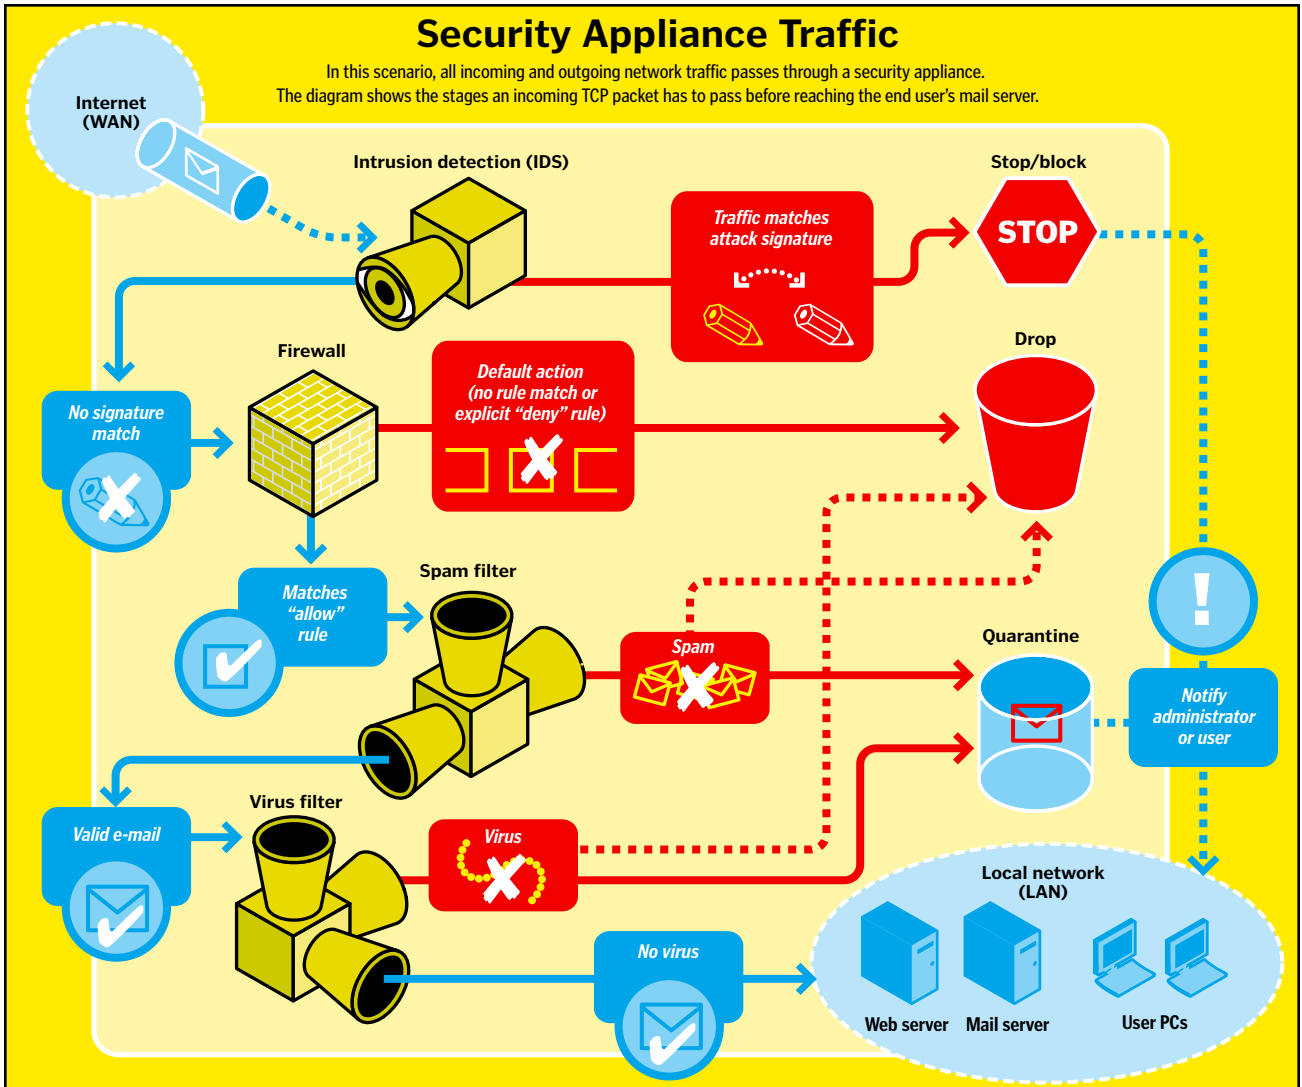 Security Appliance Traffic
In this scenario, all incoming and outgoing network traffic passes through a security appliance.
The diagram shows the stages an incoming TCP packet has to pass before reaching the end user's mail server.
Internet
(WAN)
Intrusion detection (IDS)
Traffic matches
attack signature
Stop/block
STOP
Firewall
Default action
(no rule match or
explicit “deny” rule)
Drop
No signature
match
Matches
“allow”
rule
Spam filter
Spam
Quarantine
!
Notify
administrator
or user
Valid e-mail
Virus filter
Virus
No virus
Local network
(LAN)
Web server
Mail server
User PCs